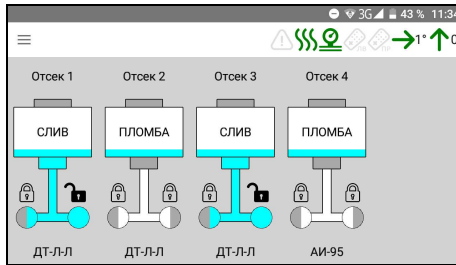 3G 43 % 11:34
1° 0
Отсек 1 Отсек 2 Отсек 3 Отсек 4
СЛИВ ПЛОМБА СЛИВ ПЛОМБА
ДТ-Л-Л ДТ-Л-Л ДТ-Л-Л АИ-95